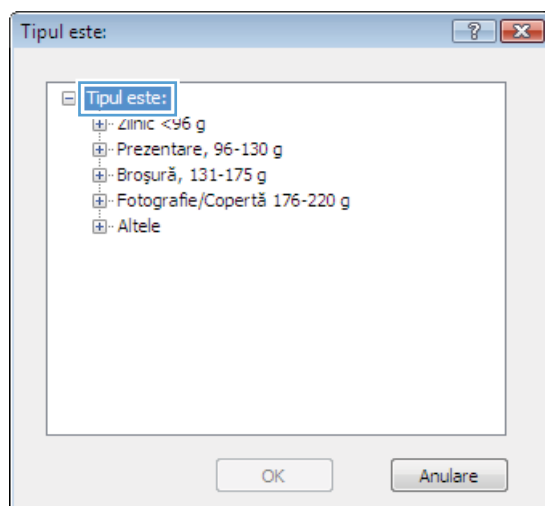 Tipul este:
Tipul este:
Zilnic <96 g
Prezentare, 96-130 g
Broşură, 131-175 g
Fotografie/Copertă 176-220 g
Altele
OK
Anulare